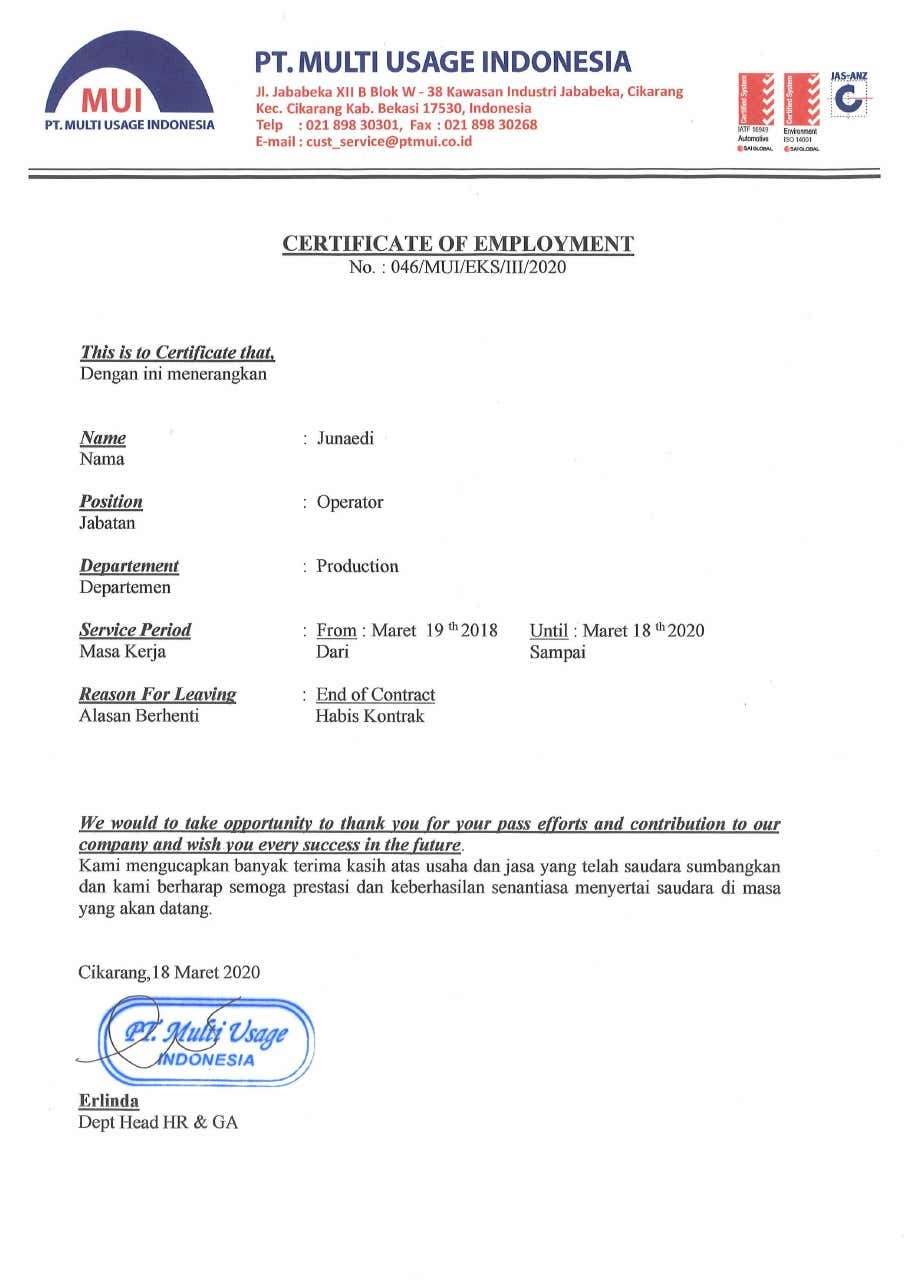 MUI
PT. MULTI USAGE INDONESIA
PT. MULTI USAGE INDONESIA
Jl. Jababeka XII B Blok W - 38 Kawasan Industri Jababeka, Cikarang
Kec. Cikarang Kab. Bekasi 17530, Indonesia
Telp : 021 898 30301, Fax : 021 898 30268
E-mail : cust_service@ptmui.co.id
Certified System
IATF 16949
Automotive
SAI GLOBAL
Certified System
Environment
ISO 14001
SAI GLOBAL
JAS-ANZ
C
CERTIFICATE OF EMPLOYMENT
No. : 046/MUI/EKS/III/2020
This is to Certificate that,
Dengan ini menerangkan
Name : Junaedi
Nama
Position : Operator
Jabatan
Departement : Production
Departemen
Service Period : From : Maret 19 th 2018 Until : Maret 18 th 2020
Masa Kerja Dari Sampai
Reason For Leaving : End of Contract
Alasan Berhenti Habis Kontrak
We would to take opportunity to thank you for your pass efforts and contribution to our
company and wish you every success in the future.
Kami mengucapkan banyak terima kasih atas usaha dan jasa yang telah saudara sumbangkan
dan kami berharap semoga prestasi dan keberhasilan senantiasa menyertai saudara di masa
yang akan datang.
Cikarang,18 Maret 2020
PT. Multi Usage
INDONESIA
Erlinda
Dept Head HR & GA